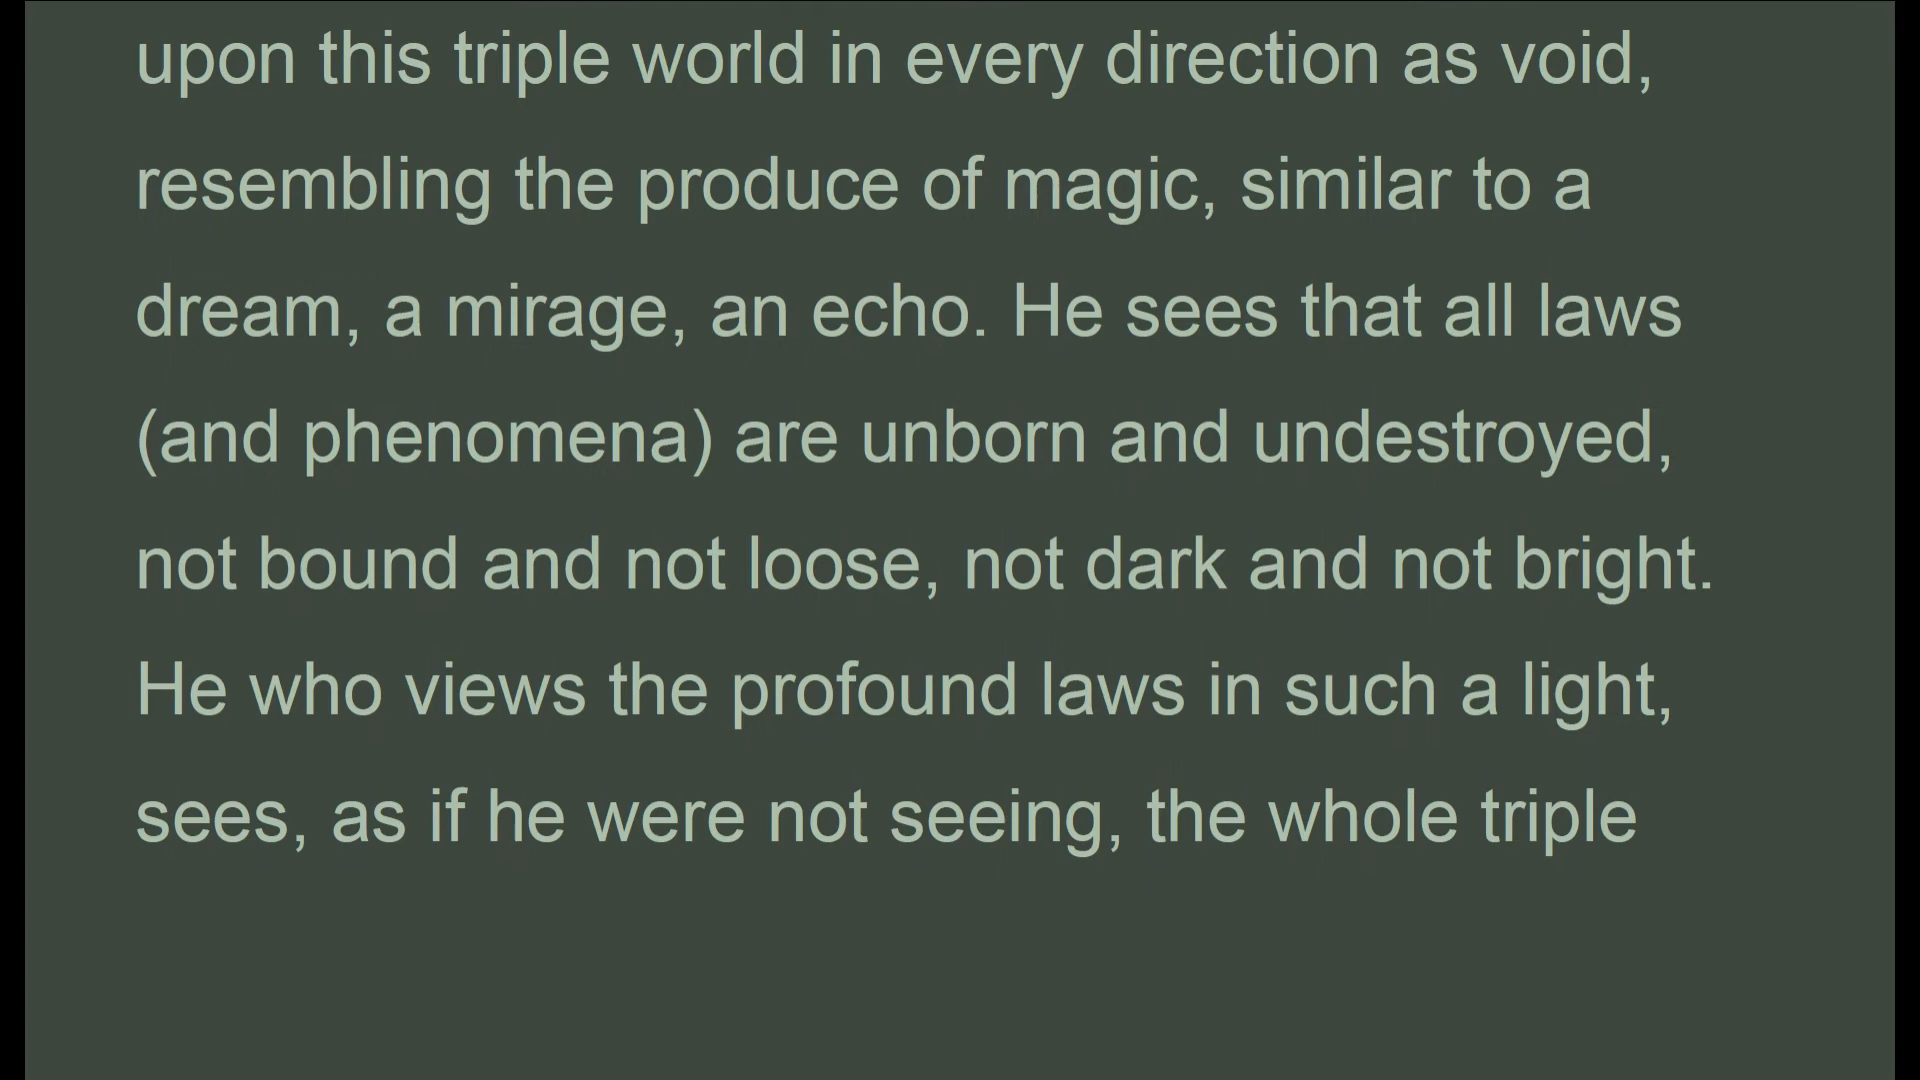 upon this triple world in every direction as void,
resembling the produce of magic, similar to a
dream, a mirage, an echo. He sees that all laws
(and phenomena) are unborn and undestroyed,
not bound and not loose, not dark and not bright.
He who views the profound laws in such a light,
sees, as if he were not seeing, the whole triple